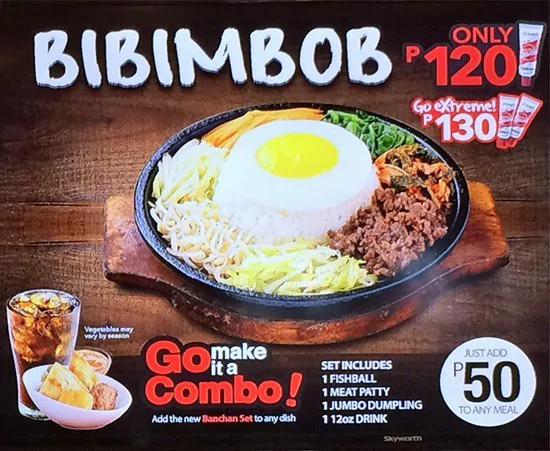 BIBIMBOB
ONLY
₱120
Go eXtreme!
₱130
Vegetables may
vary by season
Go make
it a
Combo!
Add the new Banchan Set to any dish
SET INCLUDES
1 FISHBALL
1 MEAT PATTY
1 JUMBO DUMPLING
1 12oz DRINK
JUST ADD
₱50
TO ANY MEAL
Skyworth